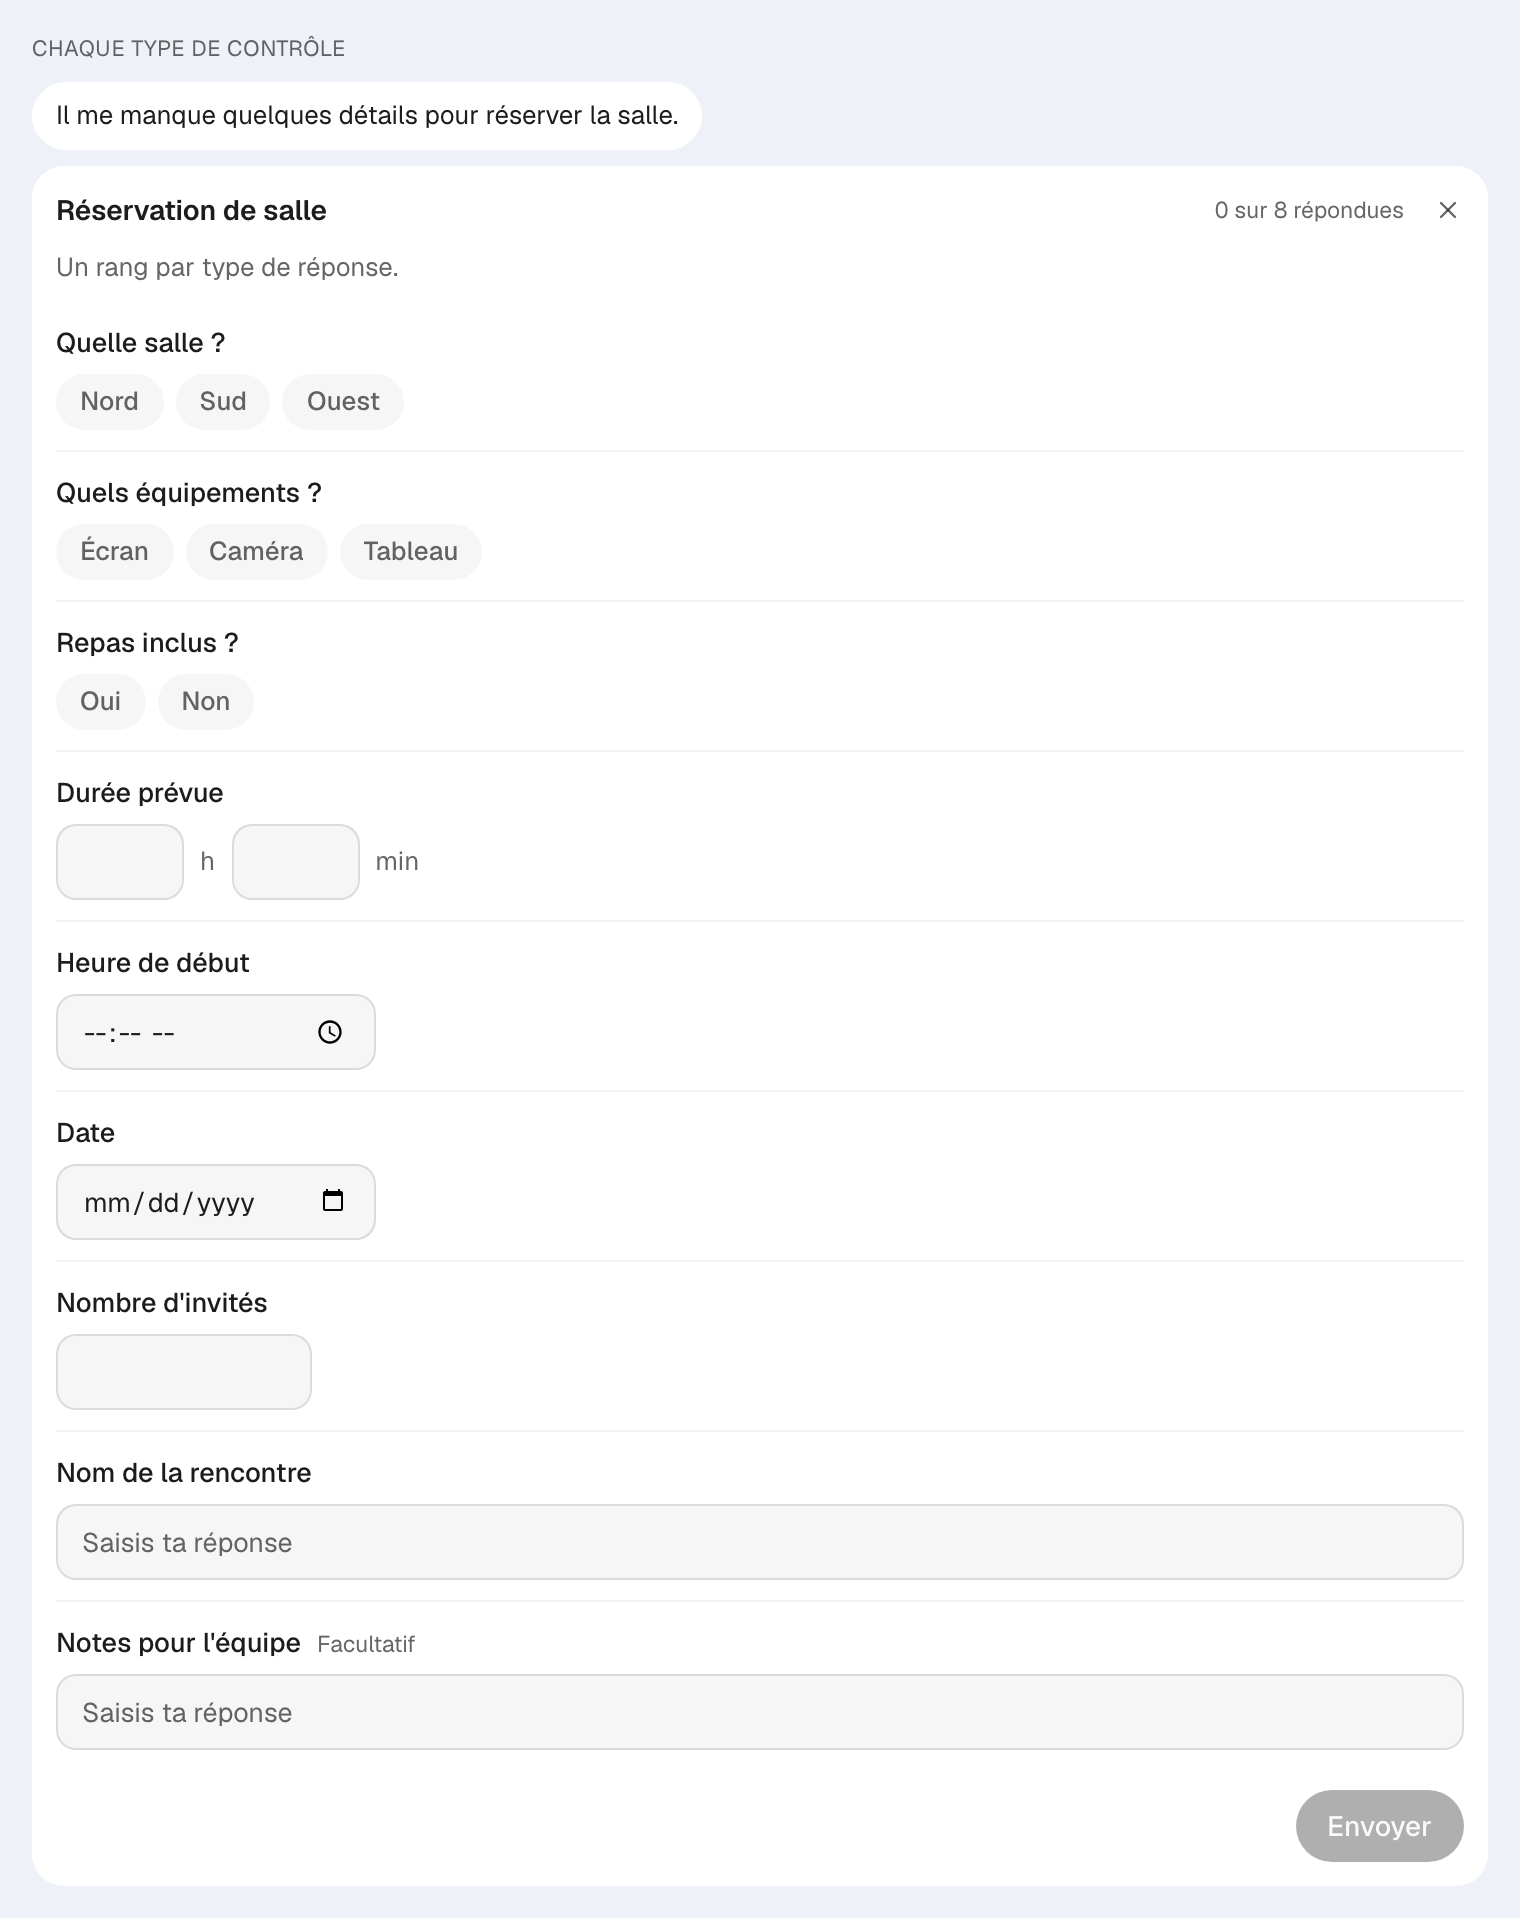 CHAQUE TYPE DE CONTRÔLE
Il me manque quelques détails pour réserver la salle.
Réservation de salle
0 sur 8 répondues
Un rang par type de réponse.
Quelle salle ?
Nord Sud Ouest
Quels équipements ?
Écran Caméra Tableau
Repas inclus ?
Oui Non
Durée prévue
h min
Heure de début
--:-- --
Date
mm/dd/yyyy
Nombre d'invités
Nom de la rencontre
Saisis ta réponse
Notes pour l'équipe Facultatif
Saisis ta réponse
Envoyer